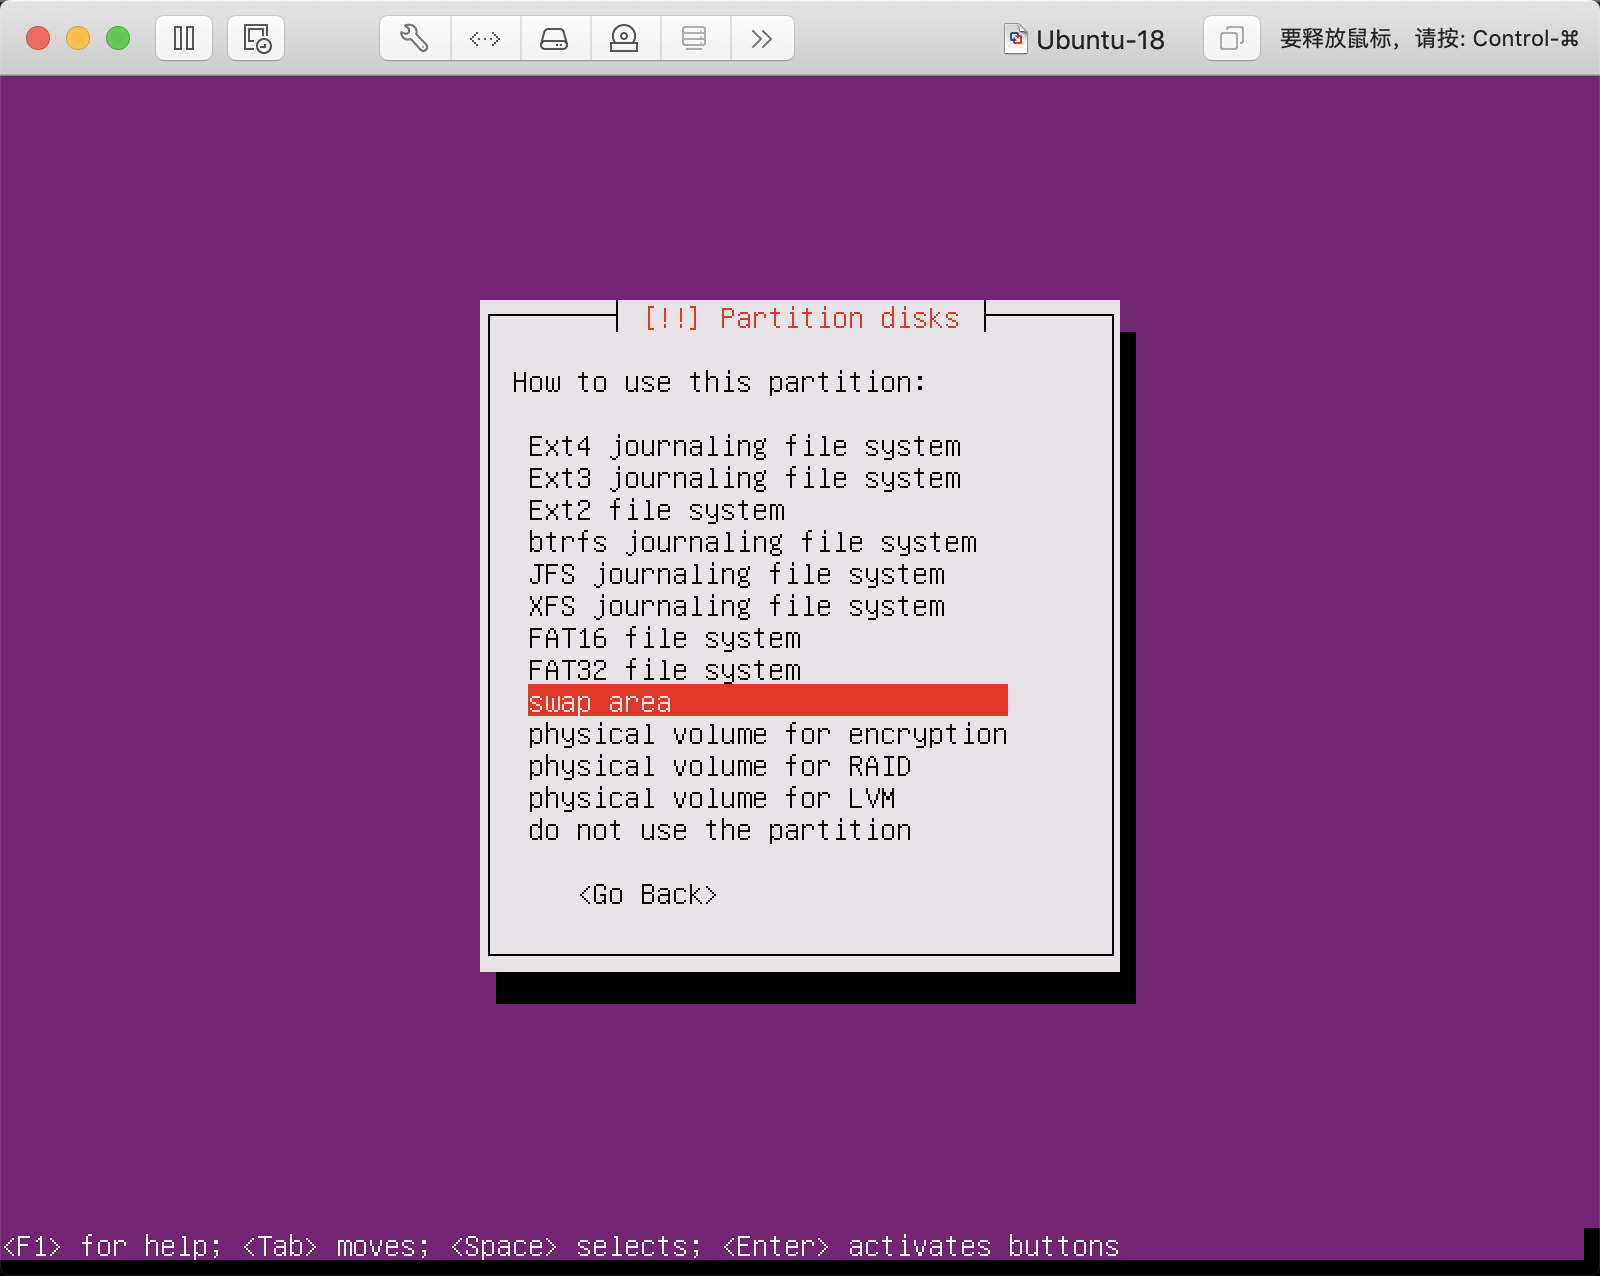 Ubuntu-18
要释放鼠标，请按: Control-⌘
[!!] Partition disks
How to use this partition:
Ext4 journaling file system
Ext3 journaling file system
Ext2 file system
btrfs journaling file system
JFS journaling file system
XFS journaling file system
FAT16 file system
FAT32 file system
swap area
physical volume for encryption
physical volume for RAID
physical volume for LVM
do not use the partition
<Go Back>
<F1> for help; <Tab> moves; <Space> selects; <Enter> activates buttons